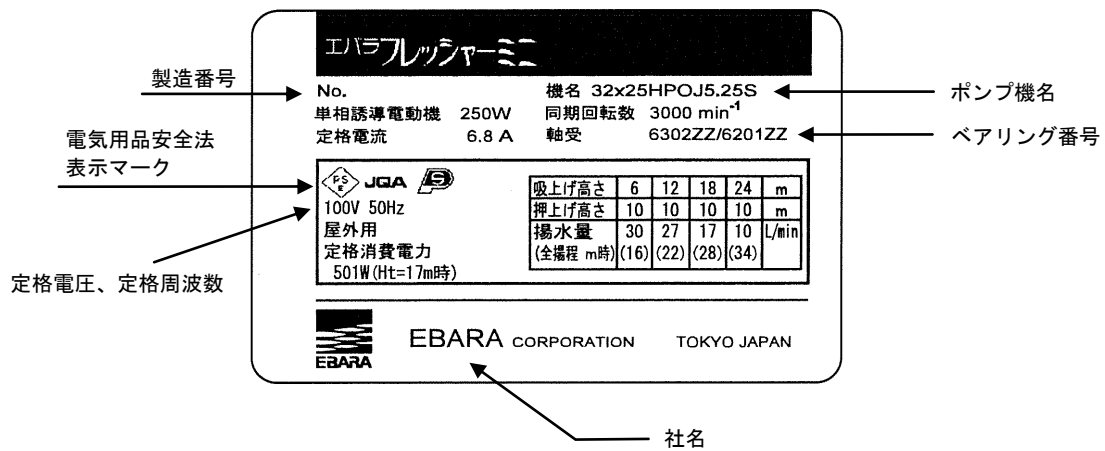 エバラフレッシャーミニ
製造番号
No.
機名 32x25HPOJ5.25S
ポンプ機名
単相誘導電動機 250W
同期回転数 3000 min⁻¹
定格電流 6.8 A
軸受 6302ZZ/6201ZZ
ベアリング番号
電気用品安全法
表示マーク
PSE JQA PS
100V 50Hz
屋外用
定格消費電力
501W(Ht=17m時)
定格電圧、定格周波数
吸上げ高さ 6 12 18 24 m
押上げ高さ 10 10 10 10 m
揚水量 30 27 17 10 L/min
(全揚程 m時) (16) (22) (28) (34)
EBARA
EBARA CORPORATION TOKYO JAPAN
社名